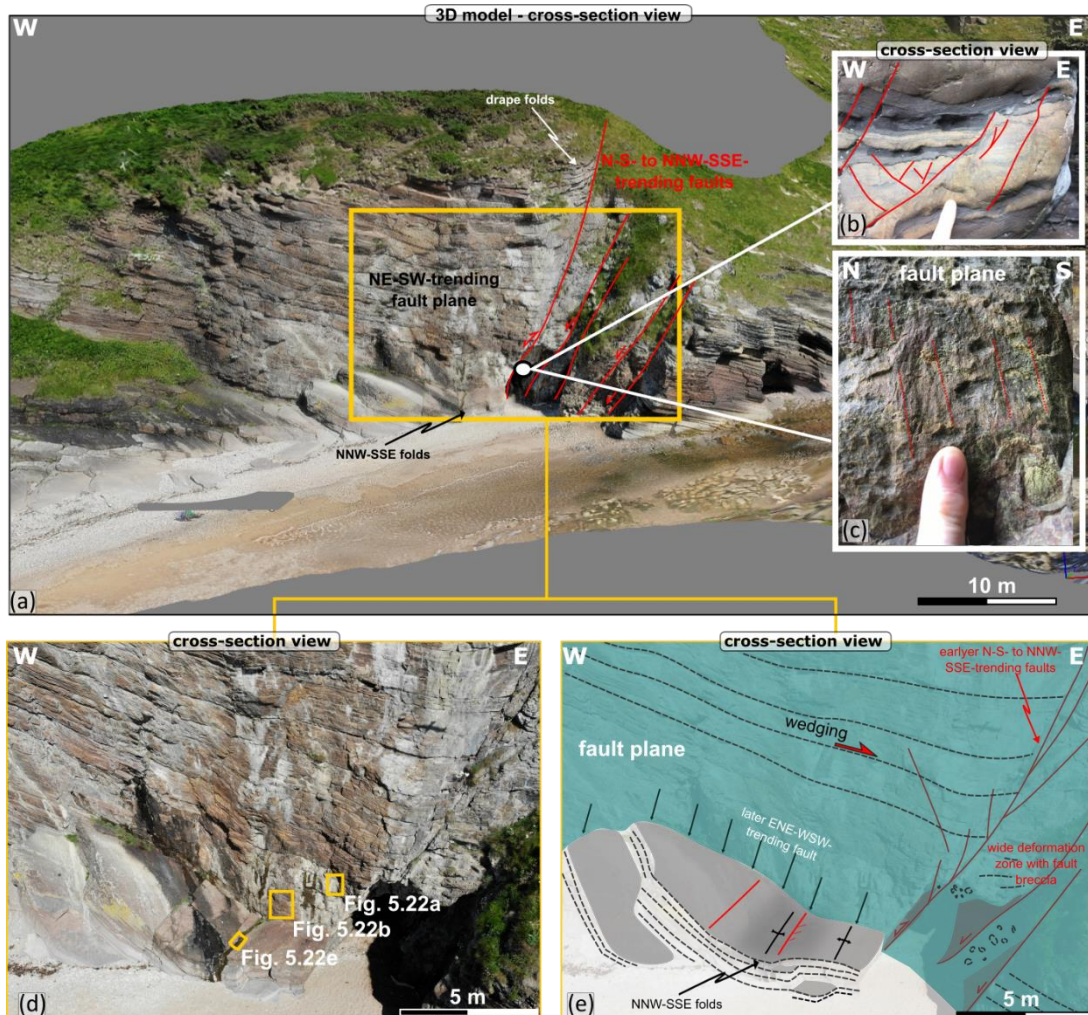 3D model - cross-section view
W
E
drape folds
N-S- to NNW-SSE-
trending faults
NE-SW-trending
fault plane
NNW-SSE folds
10 m
(a)
cross-section view
W
E
(b)
N
S
fault plane
(c)
cross-section view
W
E
Fig. 5.22a
Fig. 5.22b
Fig. 5.22e
5 m
(d)
cross-section view
W
E
earlyer N-S- to NNW-
SSE-trending faults
wedging
fault plane
later ENE-WSW-
trending fault
wide deformation
zone with fault
breccia
NNW-SSE folds
5 m
(e)